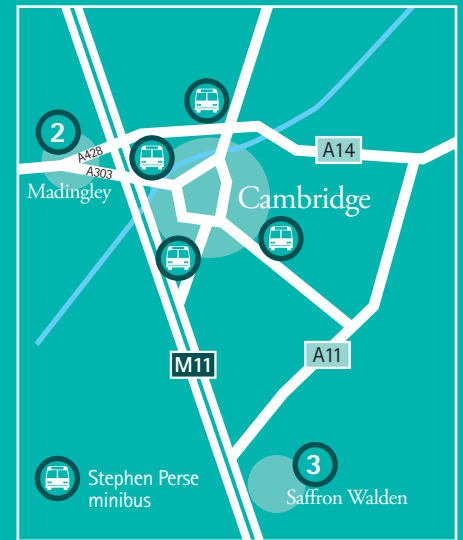 2
A428
A14
A303
Madingley
Cambridge
M11
A11
3
Stephen Perse
minibus
Saffron Walden